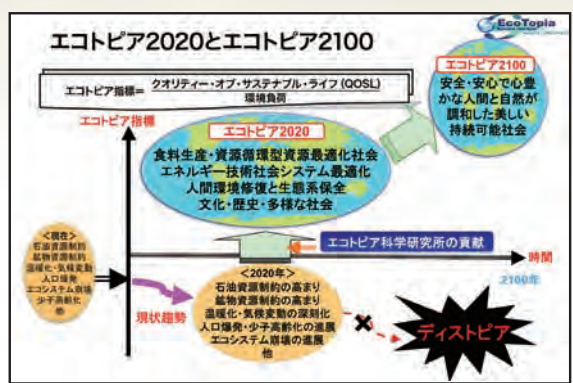 EcoTopia
エコトピア2020とエコトピア2100
エコトピア指標=
クオリティー・オブ・サステナブル・ライフ(QOSL)
環境負荷
エコトピア2100
安全・安心で心豊
かな人間と自然が
調和した美しい
持続可能社会
エコトピア指標
エコトピア2020
食料生産・資源循環型資源最適化社会
エネルギー技術社会システム最適化
人間環境修復と生態系保全
文化・歴史・多様な社会
エコトピア科学研究所の貢献
時間
2100年
<現在>
石油資源制約
鉱物資源制約
温暖化・気候変動
人口爆発
エコシステム崩壊
少子高齢化
他
現状趨勢
<2020年>
石油資源制約の高まり
鉱物資源制約の高まり
温暖化・気候変動の深刻化
人口爆発・少子高齢化の進展
エコシステム崩壊の進展
他
ディストピア